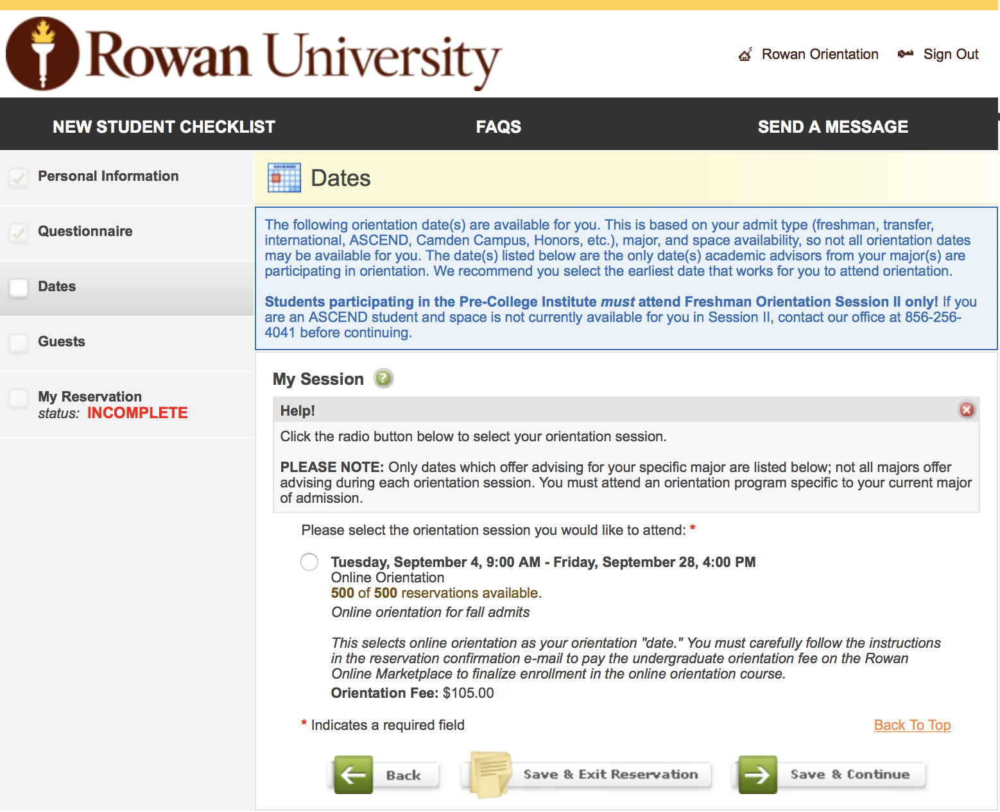 Rowan University
Rowan Orientation
Sign Out
NEW STUDENT CHECKLIST
FAQS
SEND A MESSAGE
Personal Information
Questionnaire
Dates
Guests
My Reservation
status: INCOMPLETE
Dates
The following orientation date(s) are available for you. This is based on your admit type (freshman, transfer,
international, ASCEND, Camden Campus, Honors, etc.), major, and space availability, so not all orientation dates
may be available for you. The date(s) listed below are the only date(s) academic advisors from your major(s) are
participating in orientation. We recommend you select the earliest date that works for you to attend orientation.
Students participating in the Pre-College Institute must attend Freshman Orientation Session II only! If you
are an ASCEND student and space is not currently available for you in Session II, contact our office at 856-256-
4041 before continuing.
My Session ?
Help!
Click the radio button below to select your orientation session.
PLEASE NOTE: Only dates which offer advising for your specific major are listed below; not all majors offer
advising during each orientation session. You must attend an orientation program specific to your current major
of admission.
Please select the orientation session you would like to attend: *
Tuesday, September 4, 9:00 AM - Friday, September 28, 4:00 PM
Online Orientation
500 of 500 reservations available.
Online orientation for fall admits
This selects online orientation as your orientation "date." You must carefully follow the instructions
in the reservation confirmation e-mail to pay the undergraduate orientation fee on the Rowan
Online Marketplace to finalize enrollment in the online orientation course.
Orientation Fee: $105.00
* Indicates a required field
Back To Top
Back
Save & Exit Reservation
Save & Continue